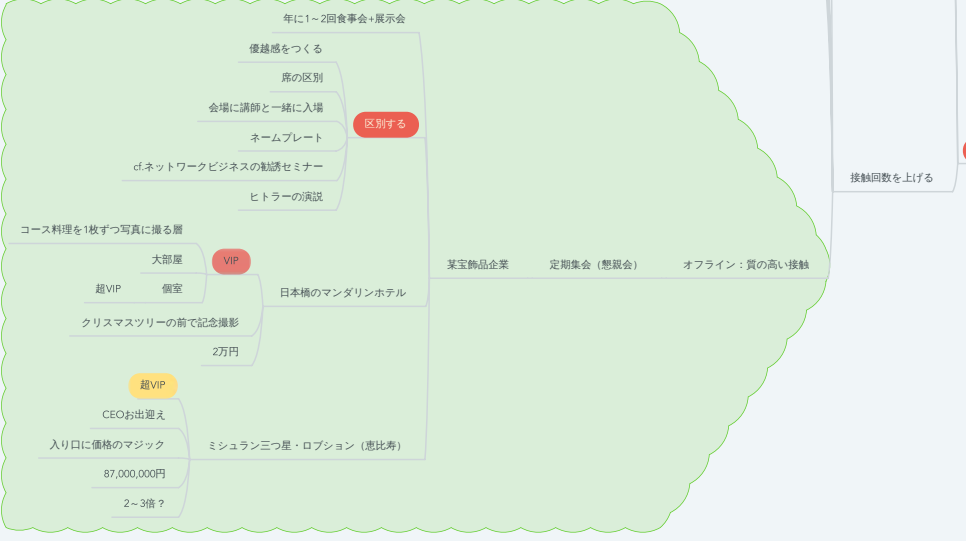 年に1～2回食事会+展示会
優越感をつくる
席の区別
会場に講師と一緒に入場
区別する
ネームプレート
cf.ネットワークビジネスの勧誘セミナー
ヒトラーの演説
接触回数を上げる
コース料理を1枚ずつ写真に撮る層
大部屋
VIP
超VIP 個室
日本橋のマンダリンホテル
某宝飾品企業 定期集会（懇親会） オフライン：質の高い接触
クリスマスツリーの前で記念撮影
2万円
超VIP
CEOお出迎え
入り口に価格のマジック
ミシュラン三つ星・ロブション（恵比寿）
87,000,000円
2～3倍？